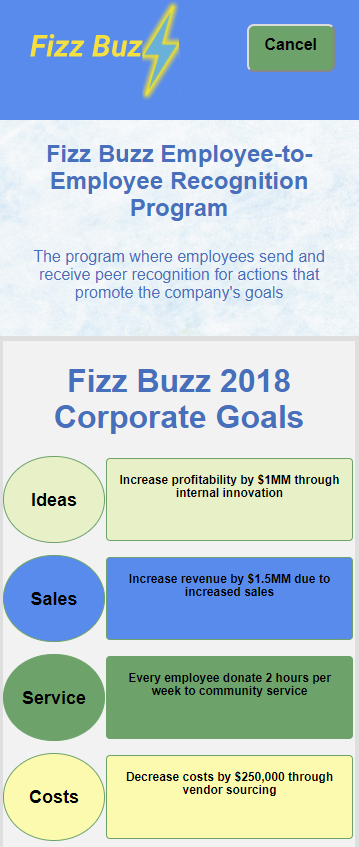 Fizz Buzz
Cancel
Fizz Buzz Employee-to-
Employee Recognition
Program
The program where employees send and
receive peer recognition for actions that
promote the company's goals
Fizz Buzz 2018
Corporate Goals
Ideas
Increase profitability by $1MM through
internal innovation
Sales
Increase revenue by $1.5MM due to
increased sales
Service
Every employee donate 2 hours per
week to community service
Costs
Decrease costs by $250,000 through
vendor sourcing